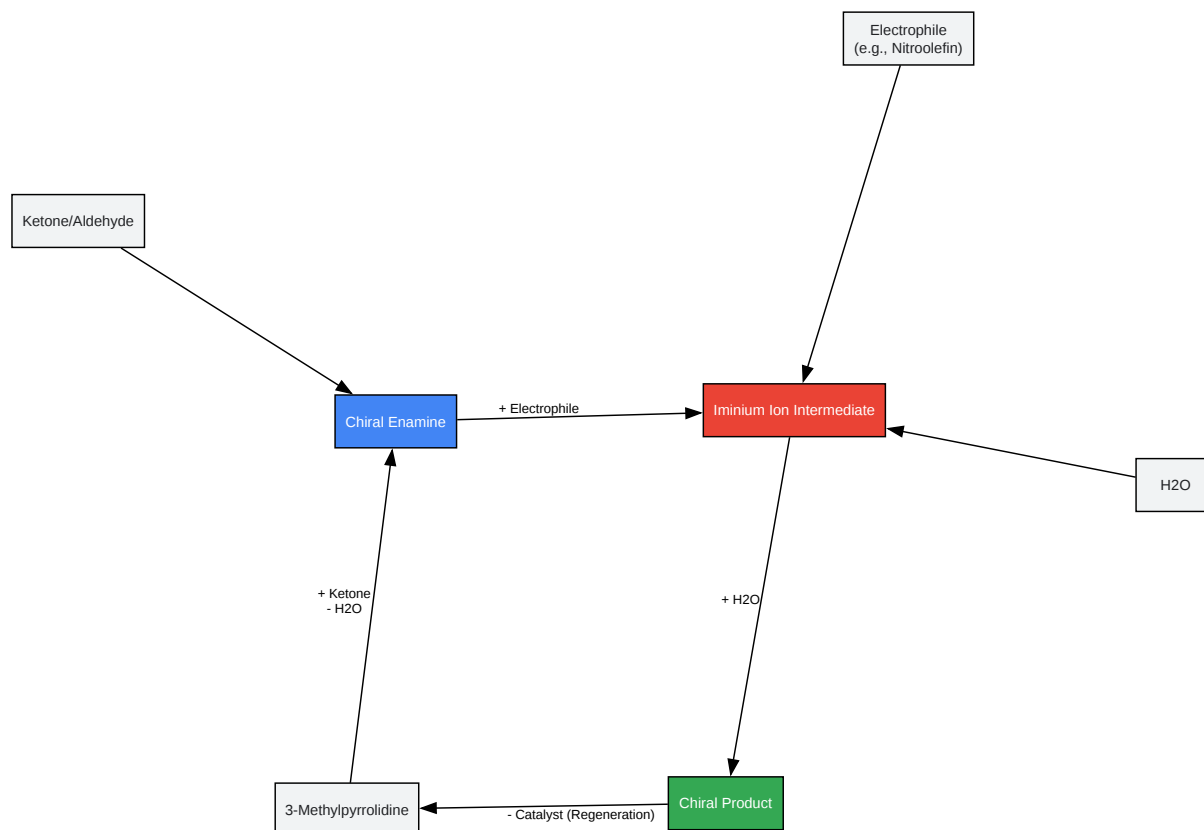 Electrophile
(e.g., Nitroolefin)
Ketone/Aldehyde
Chiral Enamine
+ Electrophile
Iminium Ion Intermediate
H2O
+ Ketone
- H2O
+ H2O
3-Methylpyrrolidine
- Catalyst (Regeneration)
Chiral Product